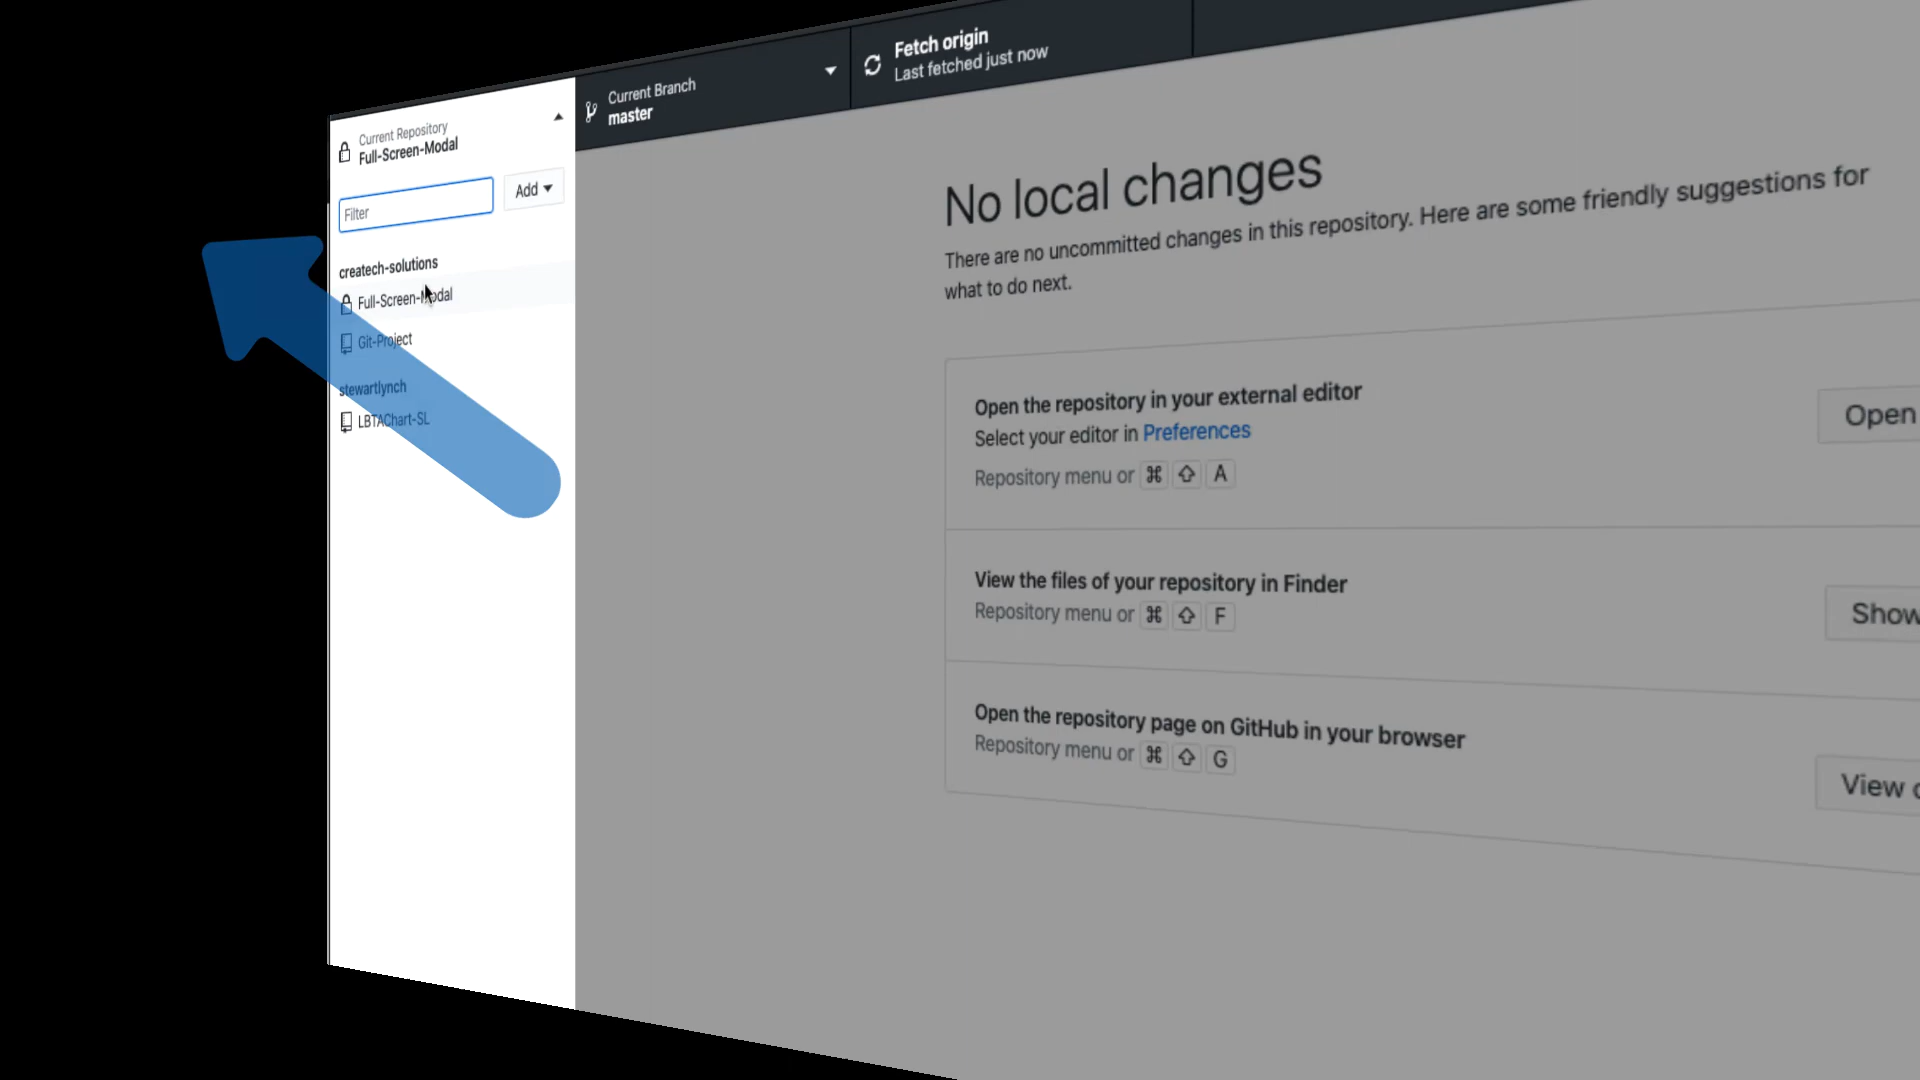 Current Repository
Full-Screen-Modal
Filter
Add
createch-solutions
Full-Screen-Modal
Git-Project
stewartlynch
LBTAChart-SL
Current Branch
master
Fetch origin
Last fetched just now
No local changes
There are no uncommitted changes in this repository. Here are some friendly suggestions for
what to do next.
Open the repository in your external editor
Select your editor in Preferences
Repository menu or ⌘ ⇧ A
Open
View the files of your repository in Finder
Repository menu or ⌘ ⇧ F
Show
Open the repository page on GitHub in your browser
Repository menu or ⌘ ⇧ G
View